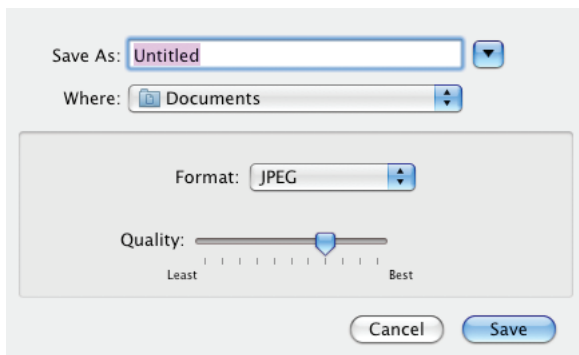 Save As: Untitled
Where: Documents
Format: JPEG
Quality:
Least Best
Cancel Save